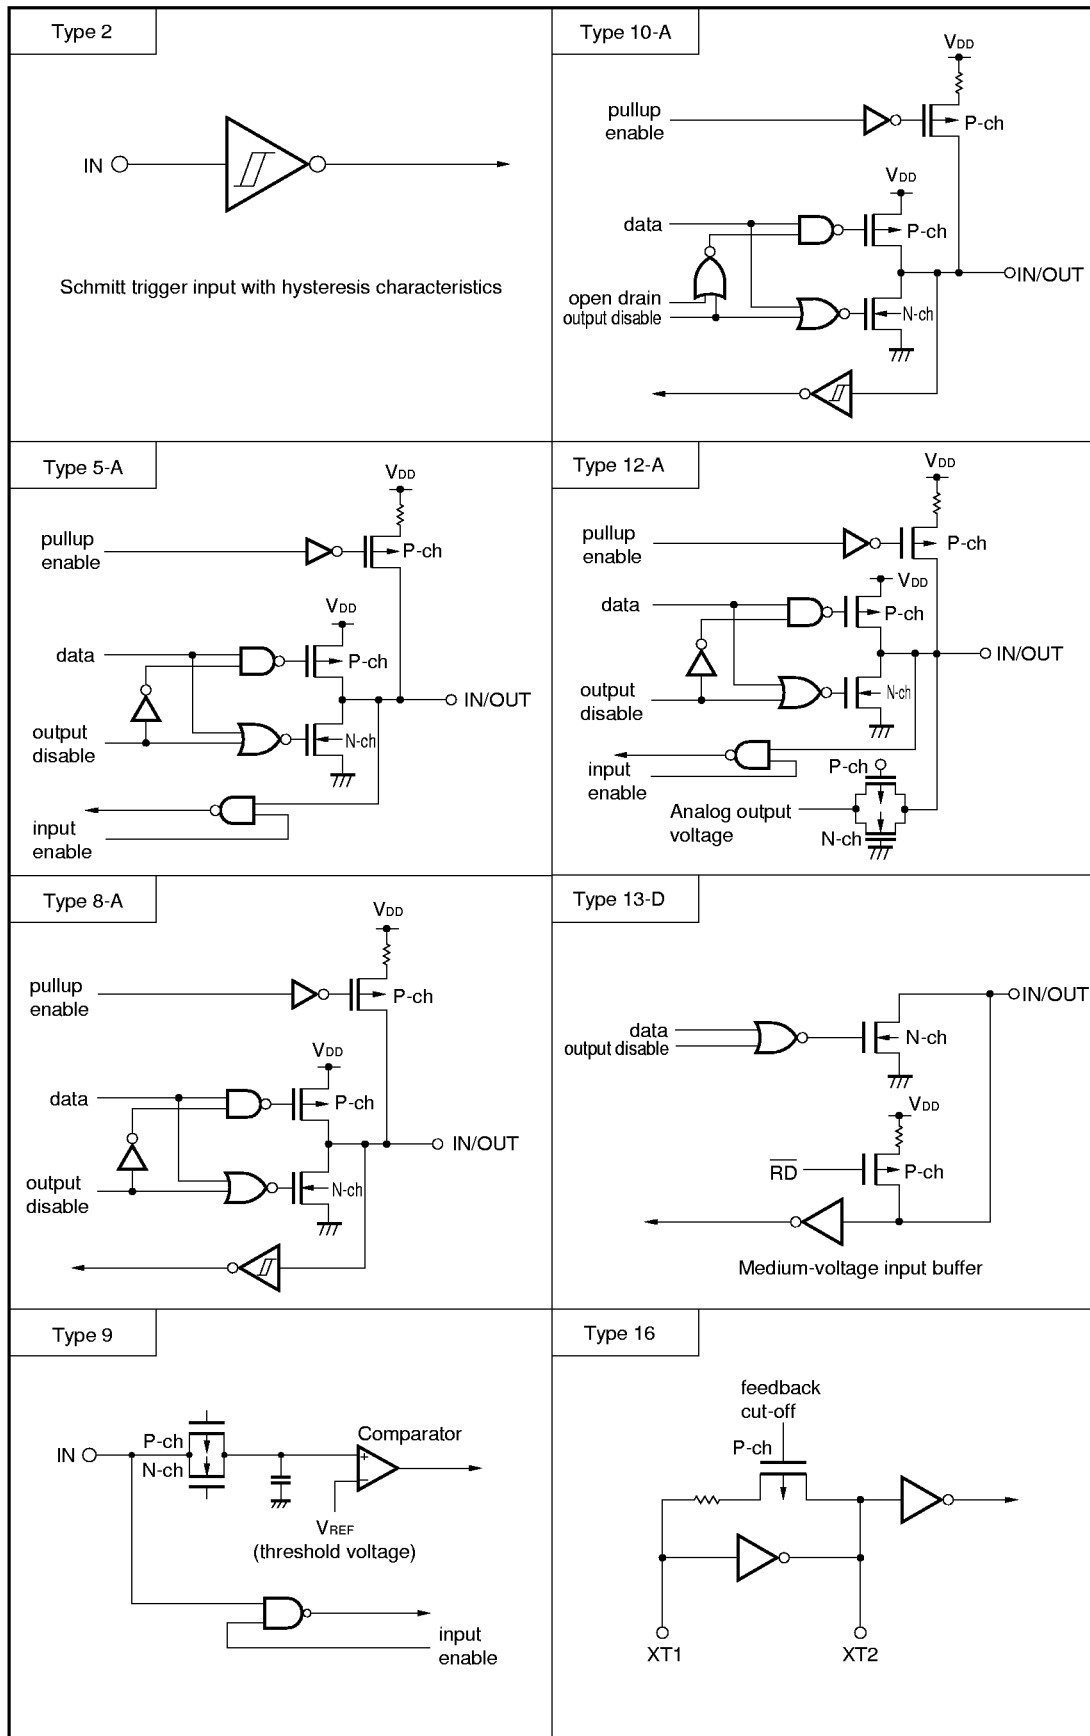 Type 2
IN
Schmitt trigger input with hysteresis characteristics
Type 10-A
VDD
pullup
enable
P-ch
VDD
data
P-ch
open drain
output disable
N-ch
IN/OUT
Type 5-A
VDD
pullup
enable
P-ch
VDD
data
P-ch
output
disable
N-ch
IN/OUT
input
enable
Type 12-A
VDD
pullup
enable
P-ch
VDD
data
P-ch
output
disable
N-ch
IN/OUT
input
enable
P-ch
Analog output
voltage
N-ch
Type 8-A
VDD
pullup
enable
P-ch
VDD
data
P-ch
output
disable
N-ch
IN/OUT
Type 13-D
IN/OUT
data
output disable
N-ch
VDD
RD
P-ch
Medium-voltage input buffer
Type 9
IN
P-ch
N-ch
Comparator
+
−
VREF
(threshold voltage)
input
enable
Type 16
feedback
cut-off
P-ch
XT1
XT2